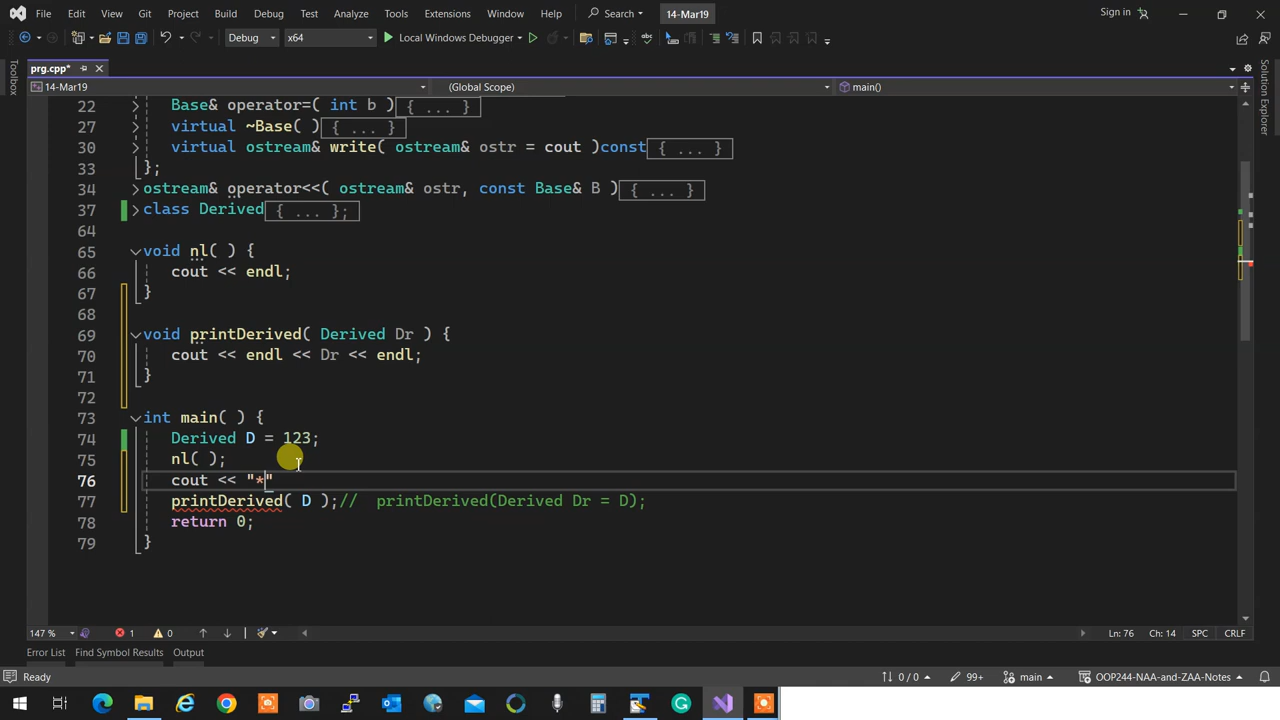 File Edit View Git Project Build Debug Test Analyze Tools Extensions Window Help Search 14-Mar19 Sign in
Debug x64 Local Windows Debugger
prg.cpp*
14-Mar19 (Global Scope) main()
22 Base& operator=( int b ) { ... }
27 virtual ~Base( ) { ... }
30 virtual ostream& write( ostream& ostr = cout )const { ... }
33 };
34 ostream& operator<<( ostream& ostr, const Base& B ) { ... }
37 class Derived { ... };
64
65 void nl( ) {
66 cout << endl;
67 }
68
69 void printDerived( Derived Dr ) {
70 cout << endl << Dr << endl;
71 }
72
73 int main( ) {
74 Derived D = 123;
75 nl( );
76 cout << "*"
77 printDerived( D );// printDerived(Derived Dr = D);
78 return 0;
79 }
147 % 1 0 Ln: 76 Ch: 14 SPC CRLF
Error List Find Symbol Results Output
Ready 0 / 0 99+ main OOP244-NAA-and-ZAA-Notes
Toolbox
Solution Explorer